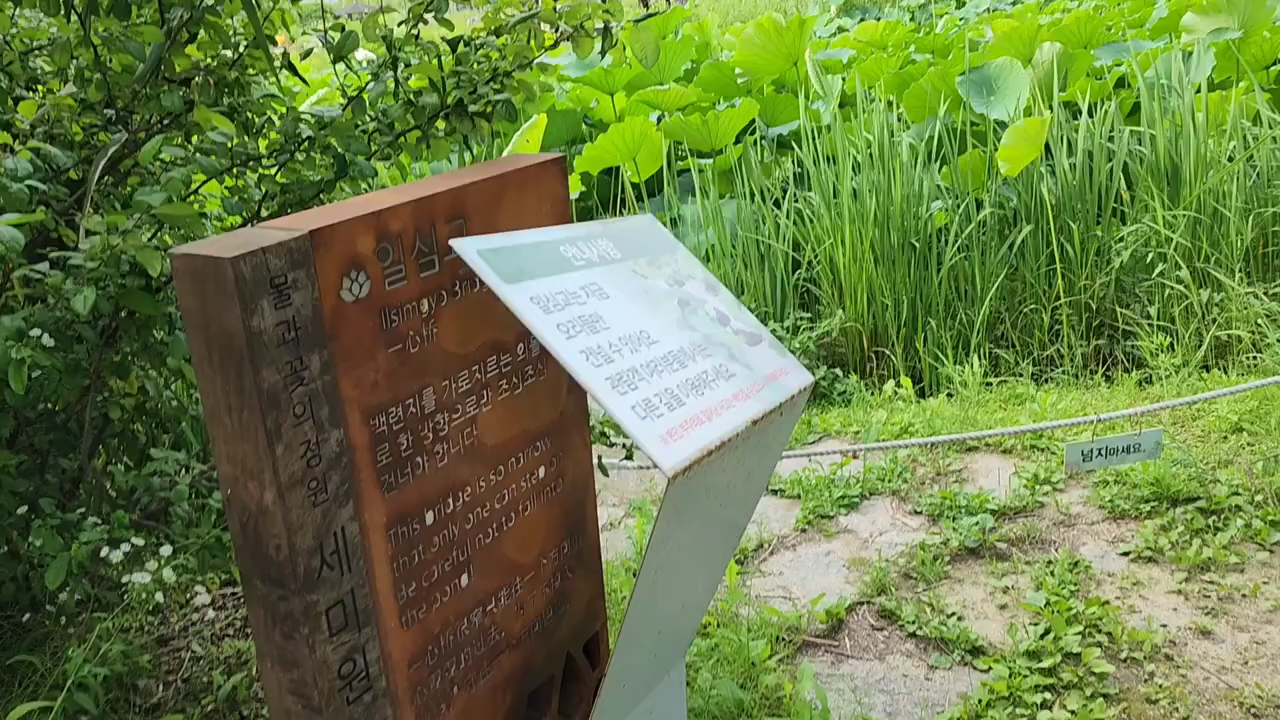 물과꽃의정원 세미원
일심교
Ilsimgyo Bridge
一心桥
백련지를 가로지르는 외줄
로 한 방향으로만 조심조심
건너야 합니다
This bridge is so narrow
that only one can step on
Be careful not to fall into
the pond!
안내사항
일심교는 지금
오리들만
건널 수 있어요
관람객 여러분들께서는
다른 길을 이용해주세요
넘지마세요.